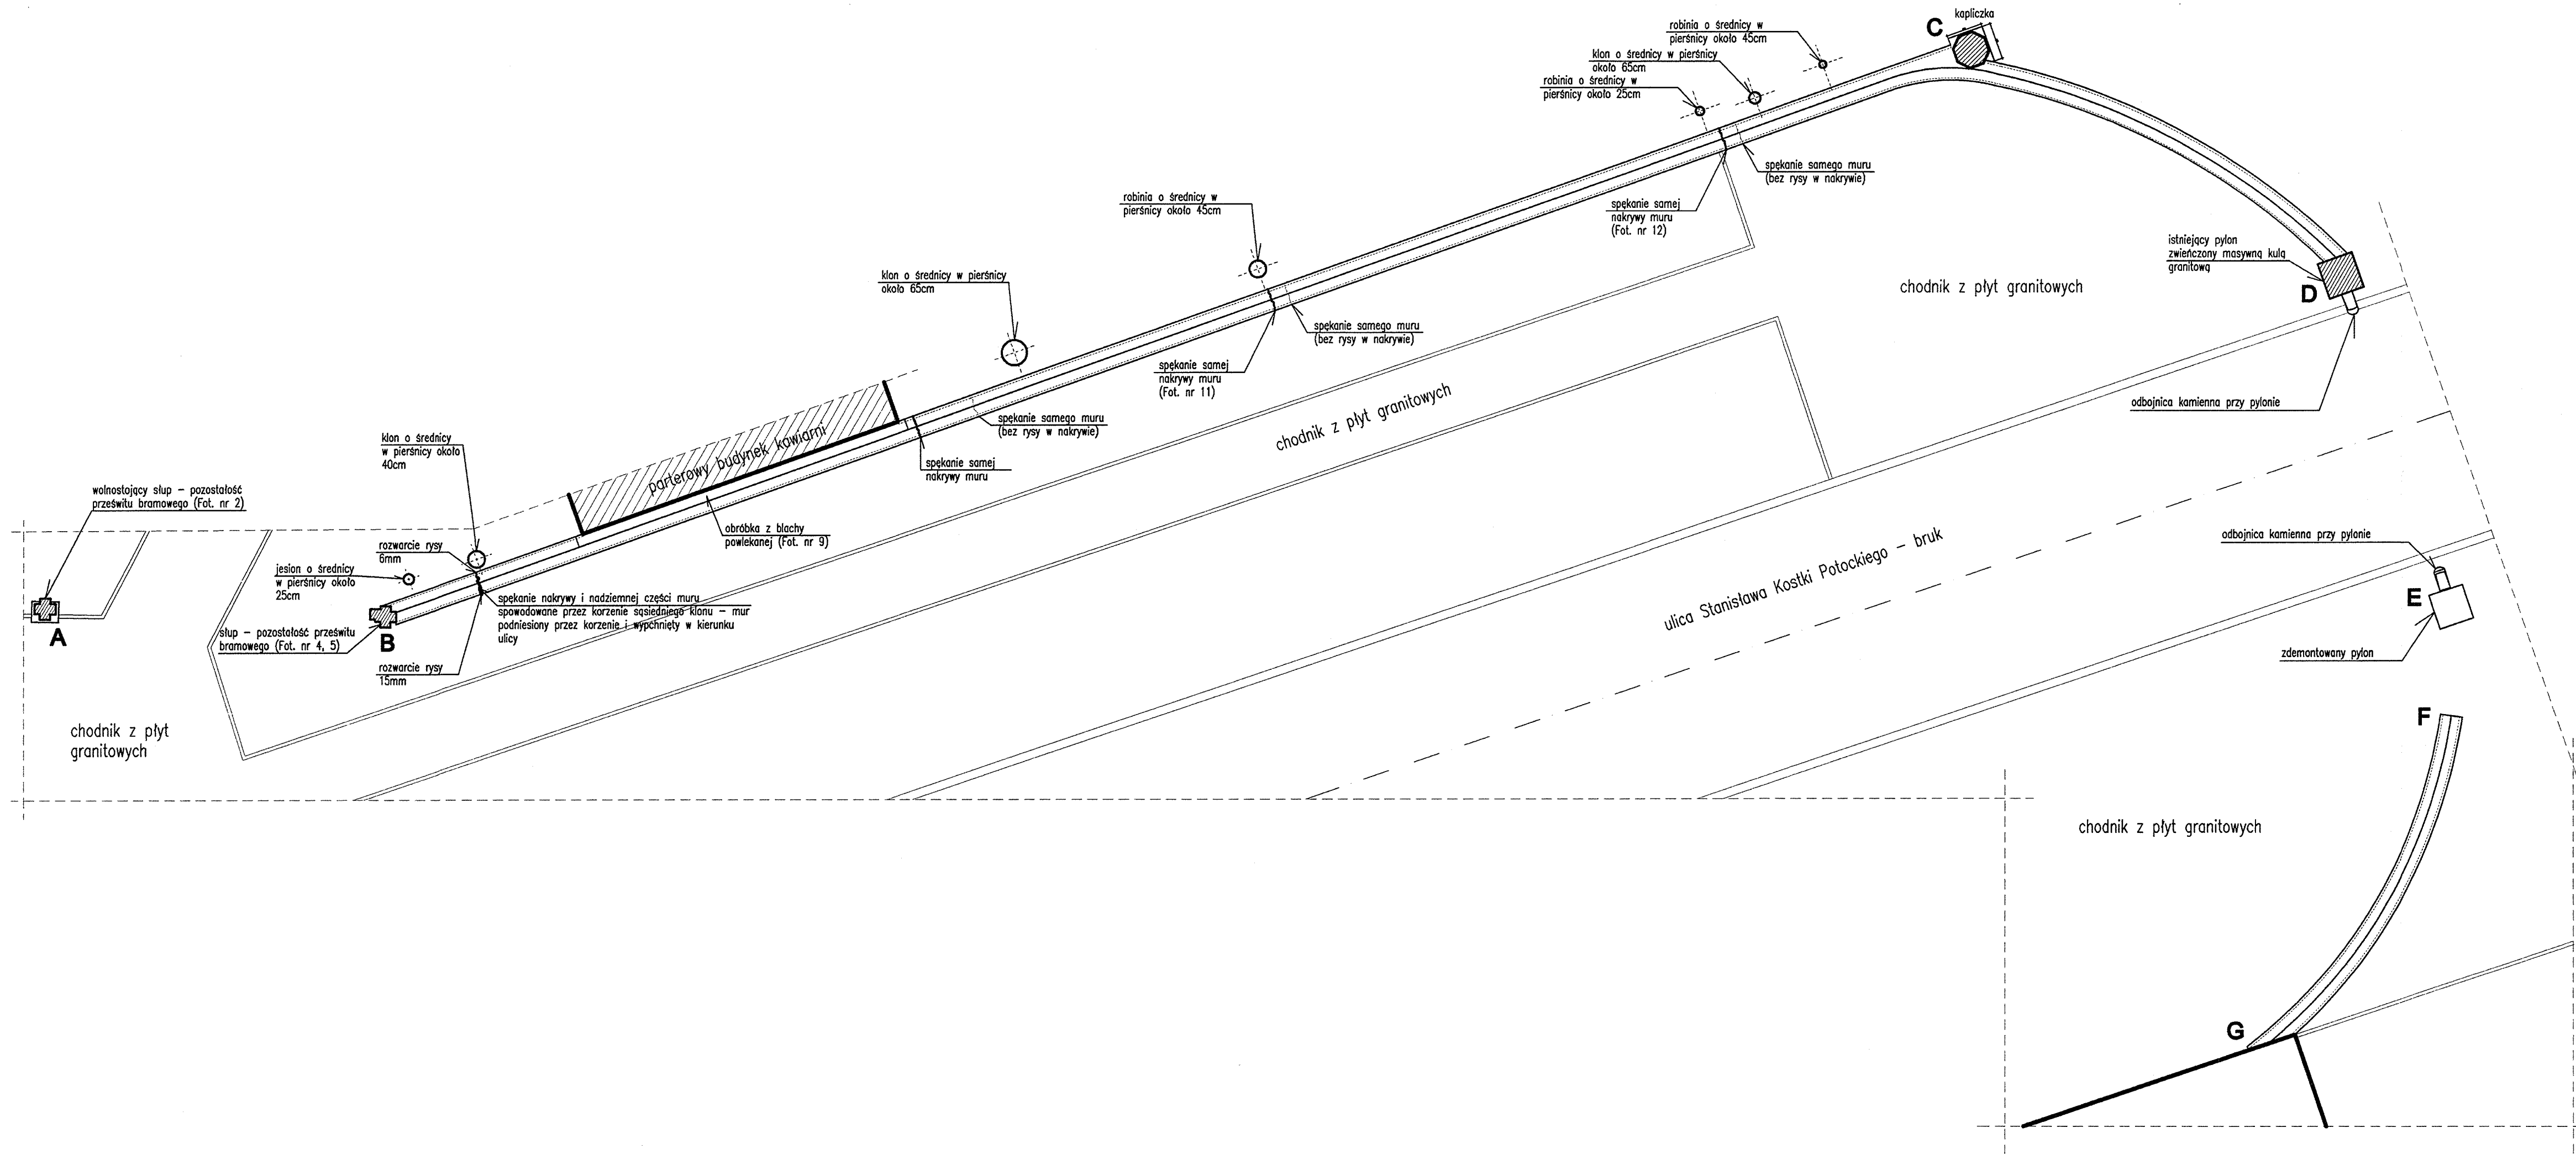 kapliczka
C
robinia o średnicy w
pierśnicy około 45cm
klon o średnicy w pierśnicy
około 65cm
robinia o średnicy w
pierśnicy około 25cm
spękanie samego muru
(bez rysy w nakrywie)
spękanie samej
nakrywy muru
(Fot. nr 12)
robinia o średnicy w
pierśnicy około 45cm
istniejący pylon
zwieńczony masywną kulą
granitową
D
chodnik z płyt granitowych
klon o średnicy w pierśnicy
około 65cm
spękanie samego muru
(bez rysy w nakrywie)
spękanie samej
nakrywy muru
(Fot. nr 11)
odbojnica kamienna przy pylonie
chodnik z płyt granitowych
spękanie samego muru
(bez rysy w nakrywie)
parterowy budynek kawiarni
spękanie samej
nakrywy muru
klon o średnicy
w pierśnicy około
40cm
wolnostojący słup – pozostałość
prześwitu bramowego (Fot. nr 2)
obróbka z blachy
powlekanej (Fot. nr 9)
rozwarcie rysy
6mm
jesion o średnicy
w pierśnicy około
25cm
spękanie nakrywy i nadziemnej części muru
spowodowane przez korzenie sąsiedniego klonu – mur
podniesiony przez korzenie i wypchnięty w kierunku
ulicy
A
B
słup – pozostałość prześwitu
bramowego (Fot. nr 4, 5)
rozwarcie rysy
15mm
ulica Stanisława Kostki Potockiego – bruk
odbojnica kamienna przy pylonie
E
zdemontowany pylon
chodnik z płyt
granitowych
F
chodnik z płyt granitowych
G